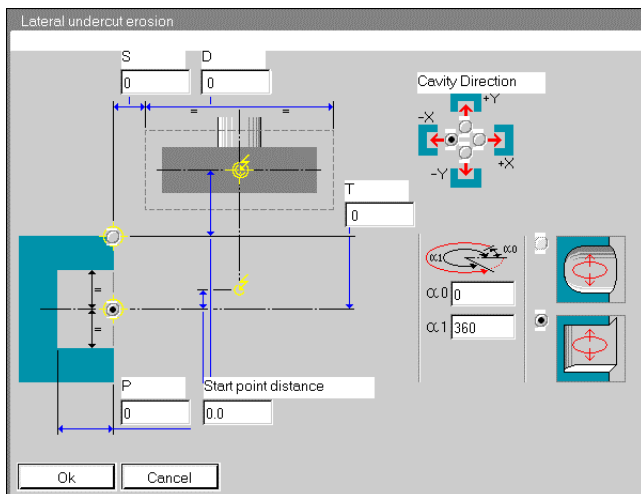 Lateral undercut erosion
S D
0 0
Cavity Direction
+Y
-X
+X
-Y
= =
T
0
=
=
α1 α0
α0 0
α1 360
P Start point distance
0 0.0
Ok Cancel